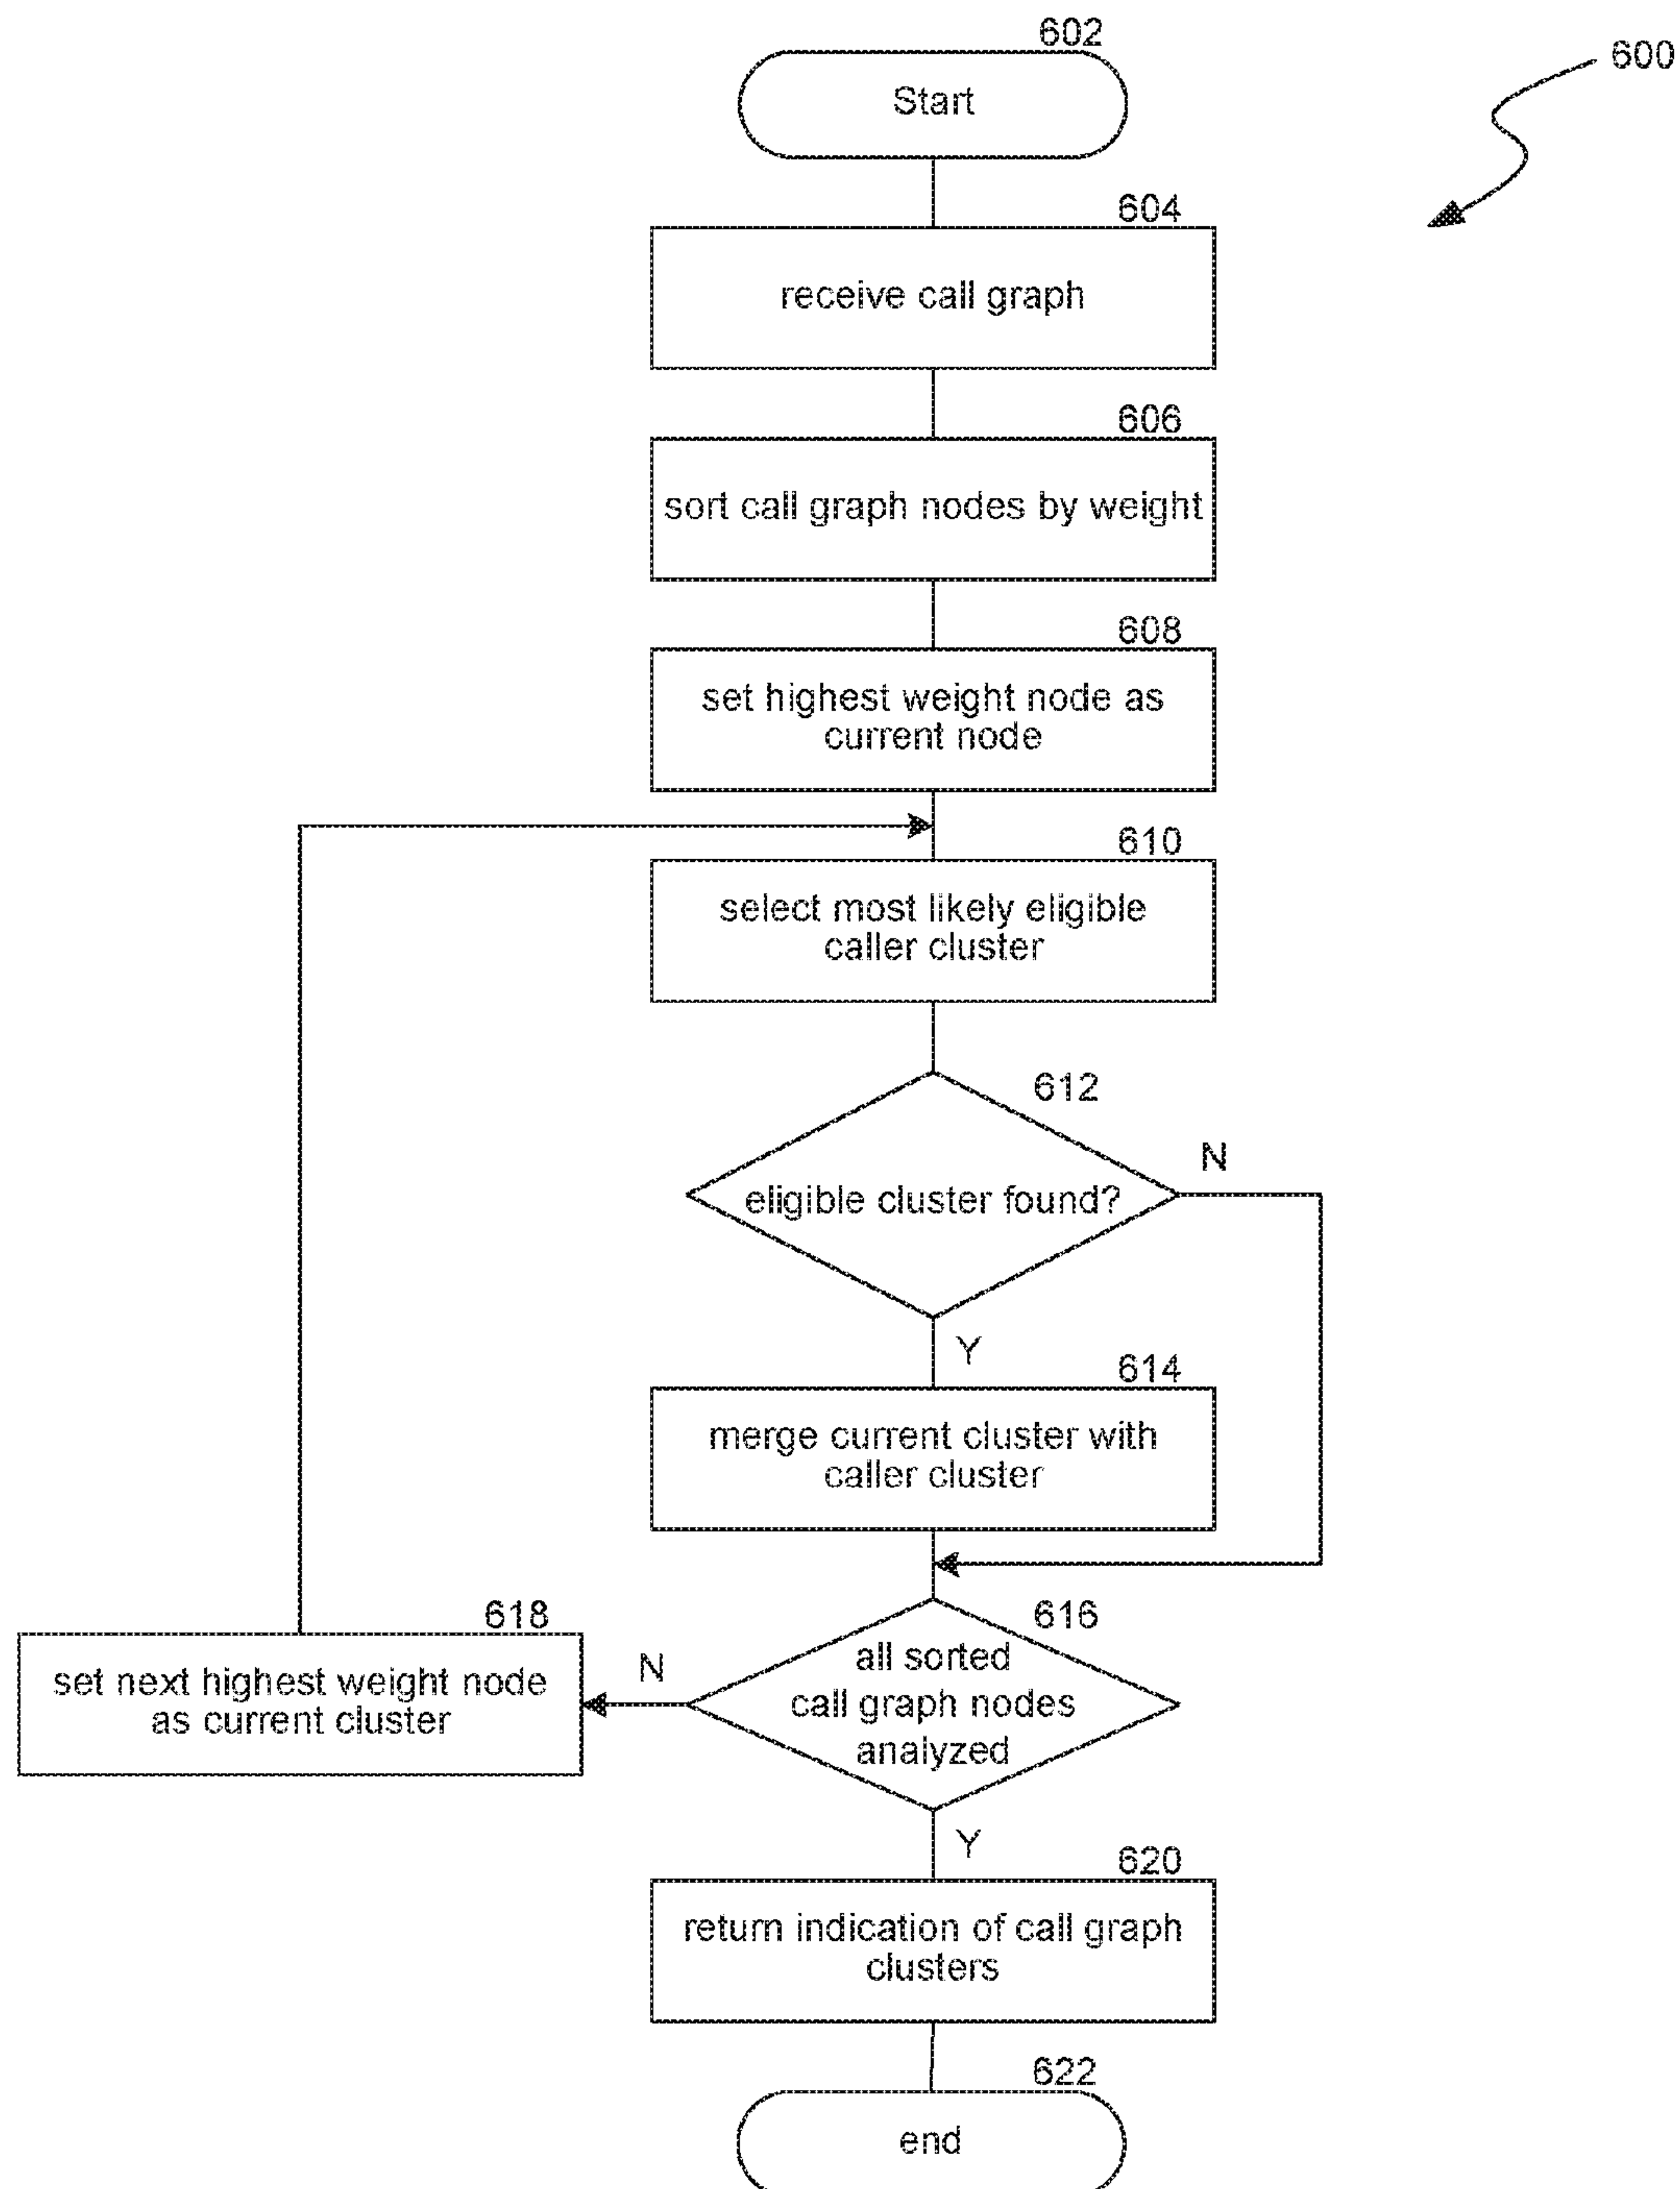 602
600
Start
604
receive call graph
606
sort call graph nodes by weight
608
set highest weight node as
current node
610
select most likely eligible
caller cluster
612
N
eligible cluster found?
Y
614
merge current cluster with
caller cluster
618
616
set next highest weight node
as current cluster
N
all sorted
call graph nodes
analyzed
Y
620
return indication of call graph
clusters
622
end